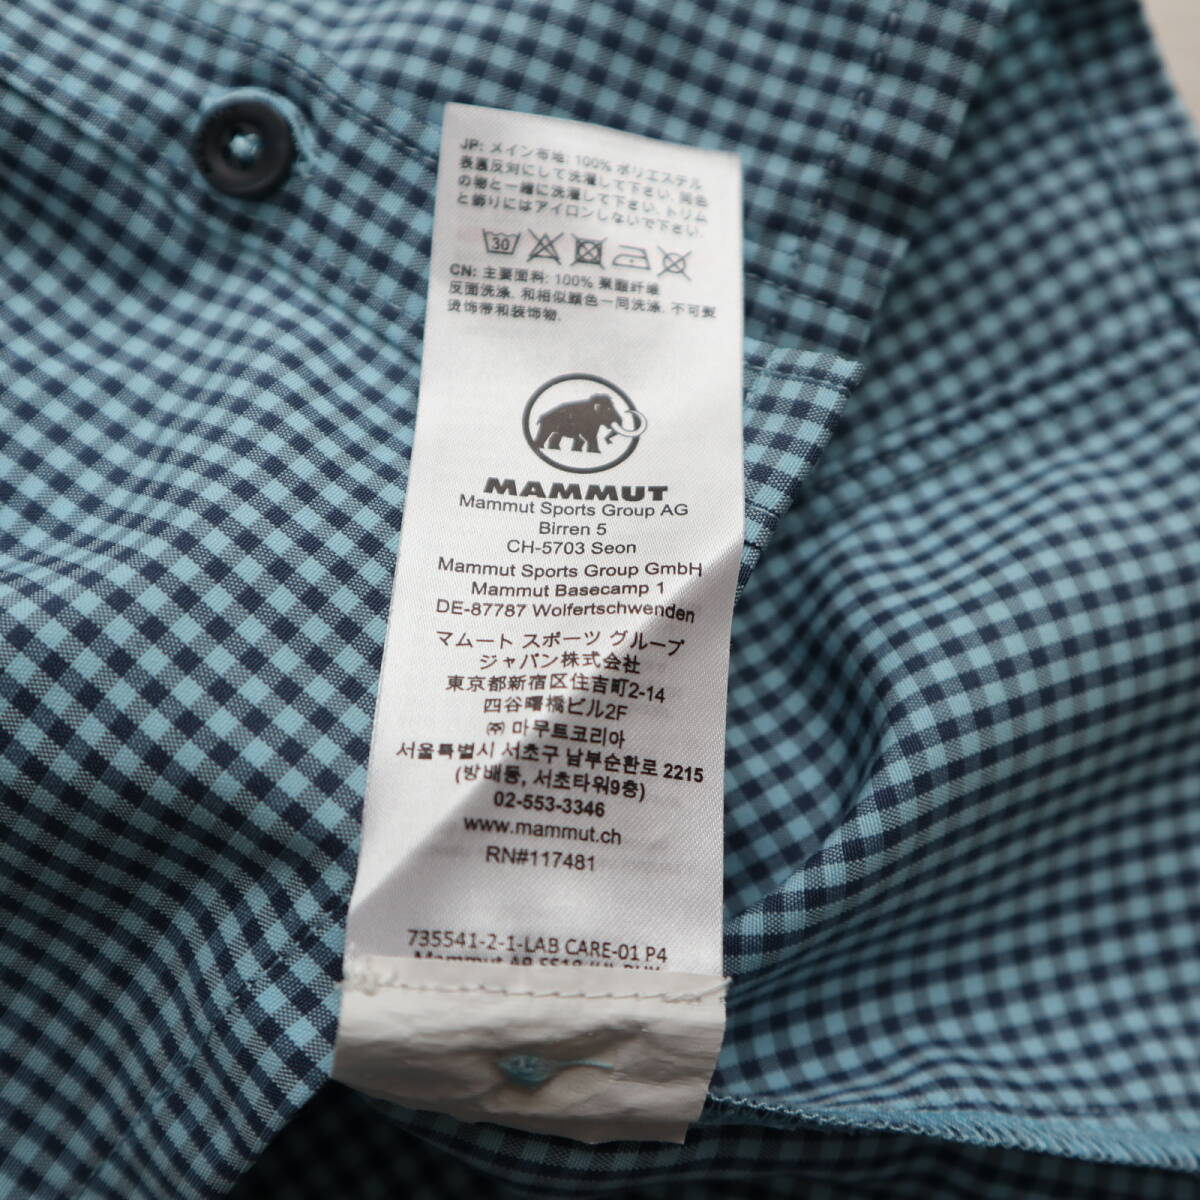 JP: メイン布地: 100% ポリエステル
表裏反対にして洗濯して下さい. 同色
の物と一緒に洗濯して下さい. トリム
と飾りにはアイロンしないで下さい.
30
CN: 主要面料: 100% 聚酯纤维
反面洗涤. 和相似颜色一同洗涤. 不可熨
烫饰带和装饰物.
MAMMUT
Mammut Sports Group AG
Birren 5
CH-5703 Seon
Mammut Sports Group GmbH
Mammut Basecamp 1
DE-87787 Wolfertschwenden
マムート スポーツ グループ
ジャパン株式会社
東京都新宿区住吉町2-14
四谷曙橋ビル2F
㈜ 마무트코리아
서울특별시 서초구 남부순환로 2215
(방배동, 서초타워9층)
02-553-3346
www.mammut.ch
RN#117481
735541-2-1-LAB CARE-01 P4
Mammut